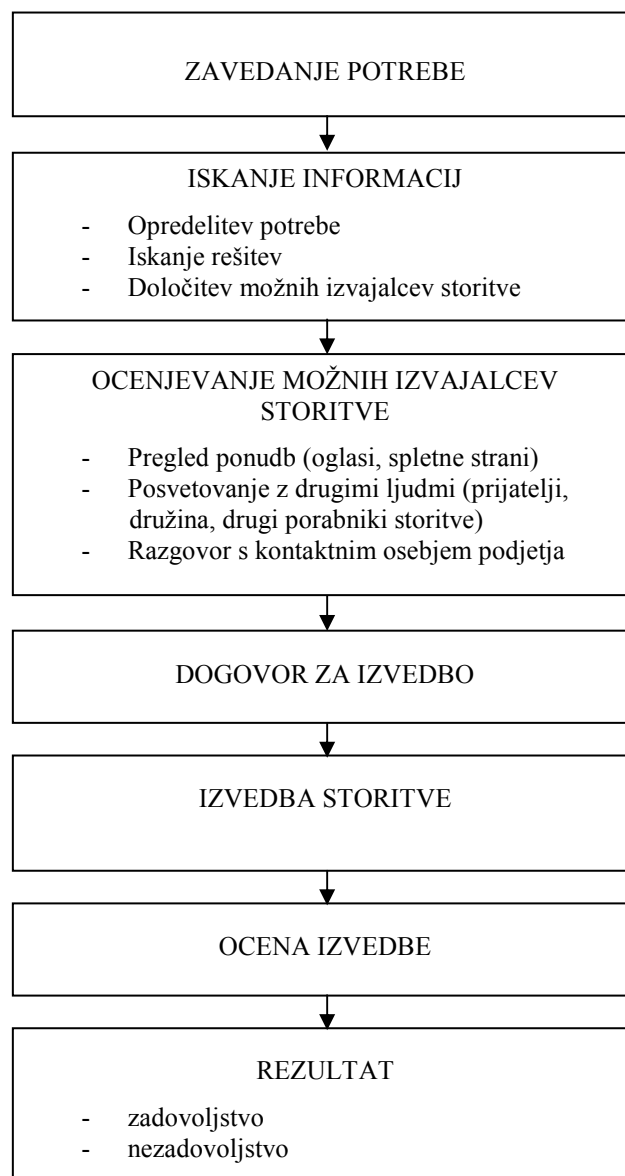 ZAVEDANJE POTREBE
ISKANJE INFORMACIJ
- Opredelitev potrebe
- Iskanje rešitev
- Določitev možnih izvajalcev storitve
OCENJEVANJE MOŽNIH IZVAJALCEV
STORITVE
- Pregled ponudb (oglasi, spletne strani)
- Posvetovanje z drugimi ljudmi (prijatelji,
družina, drugi porabniki storitve)
- Razgovor s kontaktnim osebjem podjetja
DOGOVOR ZA IZVEDBO
IZVEDBA STORITVE
OCENA IZVEDBE
REZULTAT
- zadovoljstvo
- nezadovoljstvo